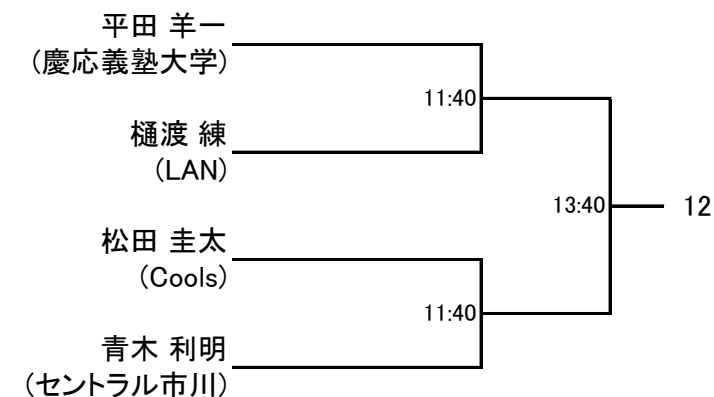 平田 羊一
(慶応義塾大学)
11:40
樋渡 練
(LAN)
13:40
12
松田 圭太
(Cools)
11:40
青木 利明
(セントラル市川)